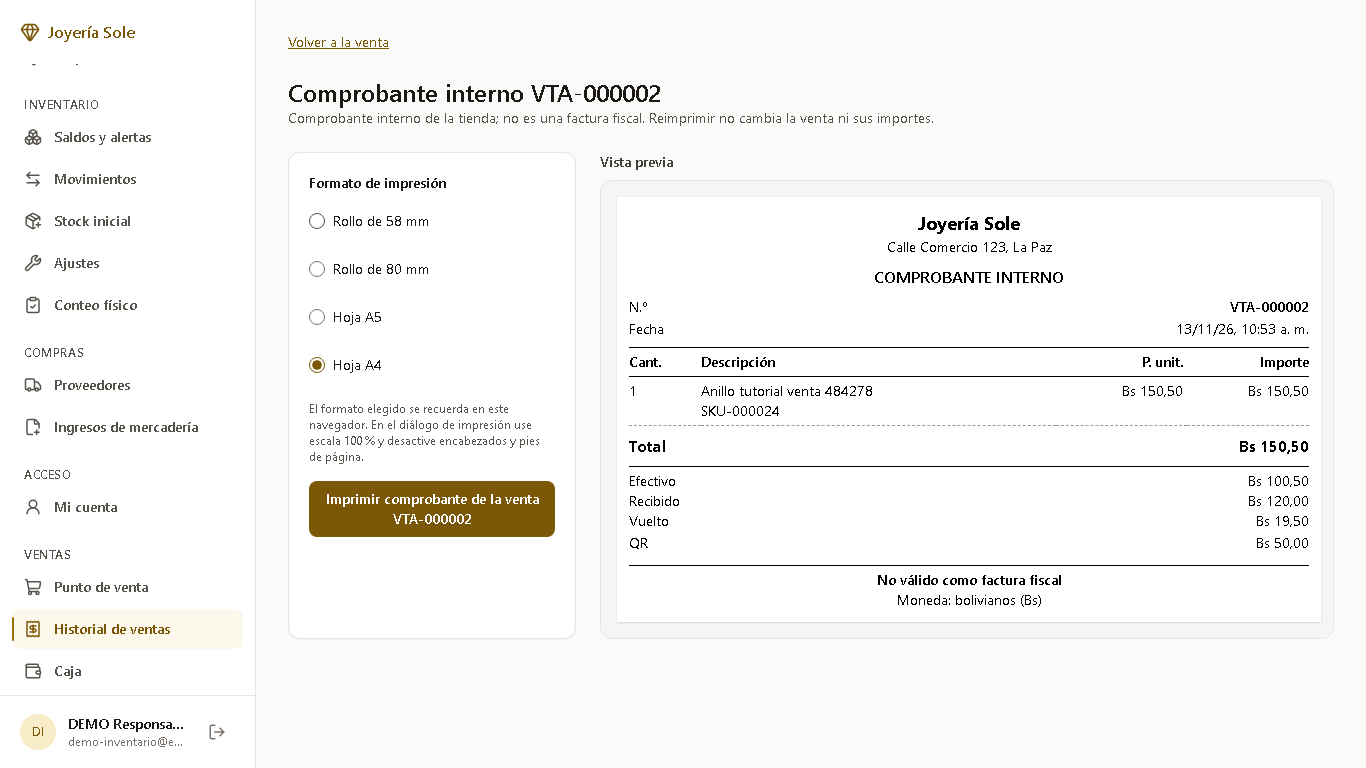 Joyería Sole
INVENTARIO
Saldos y alertas
Movimientos
Stock inicial
Ajustes
Conteo físico
COMPRAS
Proveedores
Ingresos de mercadería
ACCESO
Mi cuenta
VENTAS
Punto de venta
Historial de ventas
Caja
DI
DEMO Responsa...
demo-inventario@e...
Volver a la venta
Comprobante interno VTA-000002
Comprobante interno de la tienda; no es una factura fiscal. Reimprimir no cambia la venta ni sus importes.
Formato de impresión
Rollo de 58 mm
Rollo de 80 mm
Hoja A5
Hoja A4
El formato elegido se recuerda en este
navegador. En el diálogo de impresión use
escala 100 % y desactive encabezados y pies
de página.
Imprimir comprobante de la venta
VTA-000002
Vista previa
Joyería Sole
Calle Comercio 123, La Paz
COMPROBANTE INTERNO
N.º VTA-000002
Fecha 13/11/26, 10:53 a. m.
Cant. Descripción P. unit. Importe
1 Anillo tutorial venta 484278 Bs 150,50 Bs 150,50
SKU-000024
Total Bs 150,50
Efectivo Bs 100,50
Recibido Bs 120,00
Vuelto Bs 19,50
QR Bs 50,00
No válido como factura fiscal
Moneda: bolivianos (Bs)